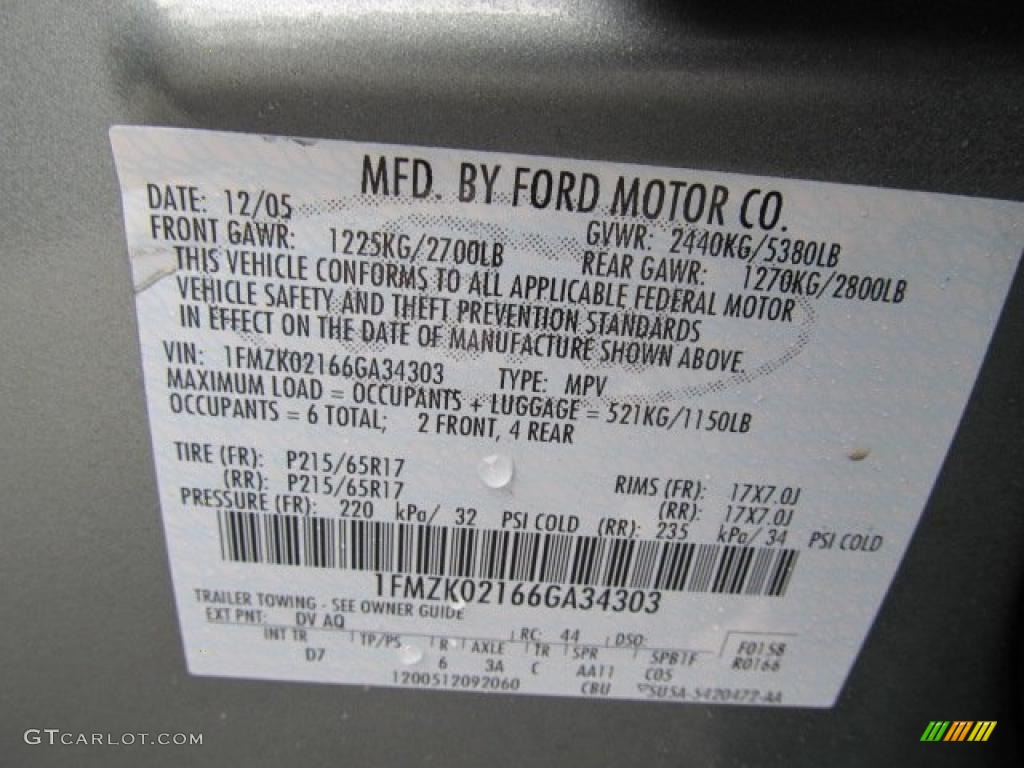 MFD. BY FORD MOTOR CO.
DATE: 12/05 GVWR: 2440KG/5380LB
FRONT GAWR: 1225KG/2700LB REAR GAWR: 1270KG/2800LB
THIS VEHICLE CONFORMS TO ALL APPLICABLE FEDERAL MOTOR
VEHICLE SAFETY AND THEFT PREVENTION STANDARDS
IN EFFECT ON THE DATE OF MANUFACTURE SHOWN ABOVE.
VIN: 1FMZK02166GA34303 TYPE: MPV
MAXIMUM LOAD = OCCUPANTS + LUGGAGE = 521KG/1150LB
OCCUPANTS = 6 TOTAL; 2 FRONT, 4 REAR
TIRE (FR): P215/65R17 RIMS (FR): 17X7.0J
(RR): P215/65R17 (RR): 17X7.0J
PRESSURE (FR): 220 kPa/ 32 PSI COLD (RR): 235 kPa/ 34 PSI COLD
1FMZK02166GA34303
TRAILER TOWING - SEE OWNER GUIDE
EXT PNT: DV AQ RC: 44 DSO: F0158
INT TR TP/PS R AXLE TR SPR SPBTF R0166
D7 6 3A C AA11 C05
1200512092060 CBU 5U5A-5420472-AA
GTCARLOT.COM